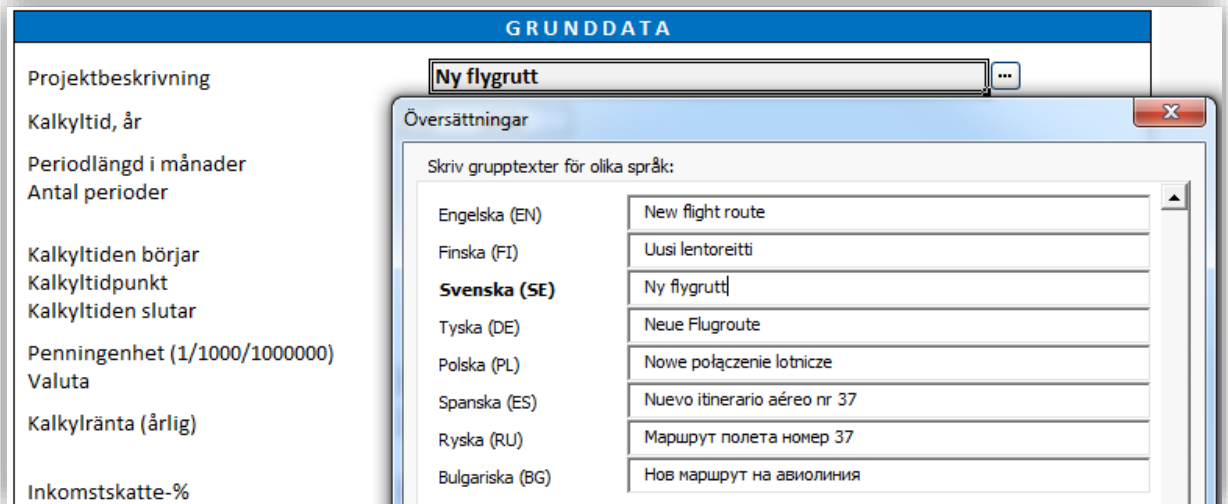 GRUNDDATA
Projektbeskrivning
Ny flygrutt
...
Kalkyltid, år
Periodlängd i månader
Antal perioder
Kalkyltiden börjar
Kalkyltidpunkt
Kalkyltiden slutar
Penningenhet (1/1000/1000000)
Valuta
Kalkylränta (årlig)
Inkomstskatte-%
Översättningar
Skriv grupptexter för olika språk:
Engelska (EN) New flight route
Finska (FI) Uusi lentoreitti
Svenska (SE) Ny flygrutt
Tyska (DE) Neue Flugroute
Polska (PL) Nowe połączenie lotnicze
Spanska (ES) Nuevo itinerario aéreo nr 37
Ryska (RU) Маршрут полета номер 37
Bulgariska (BG) Нов маршрут на авиолиния